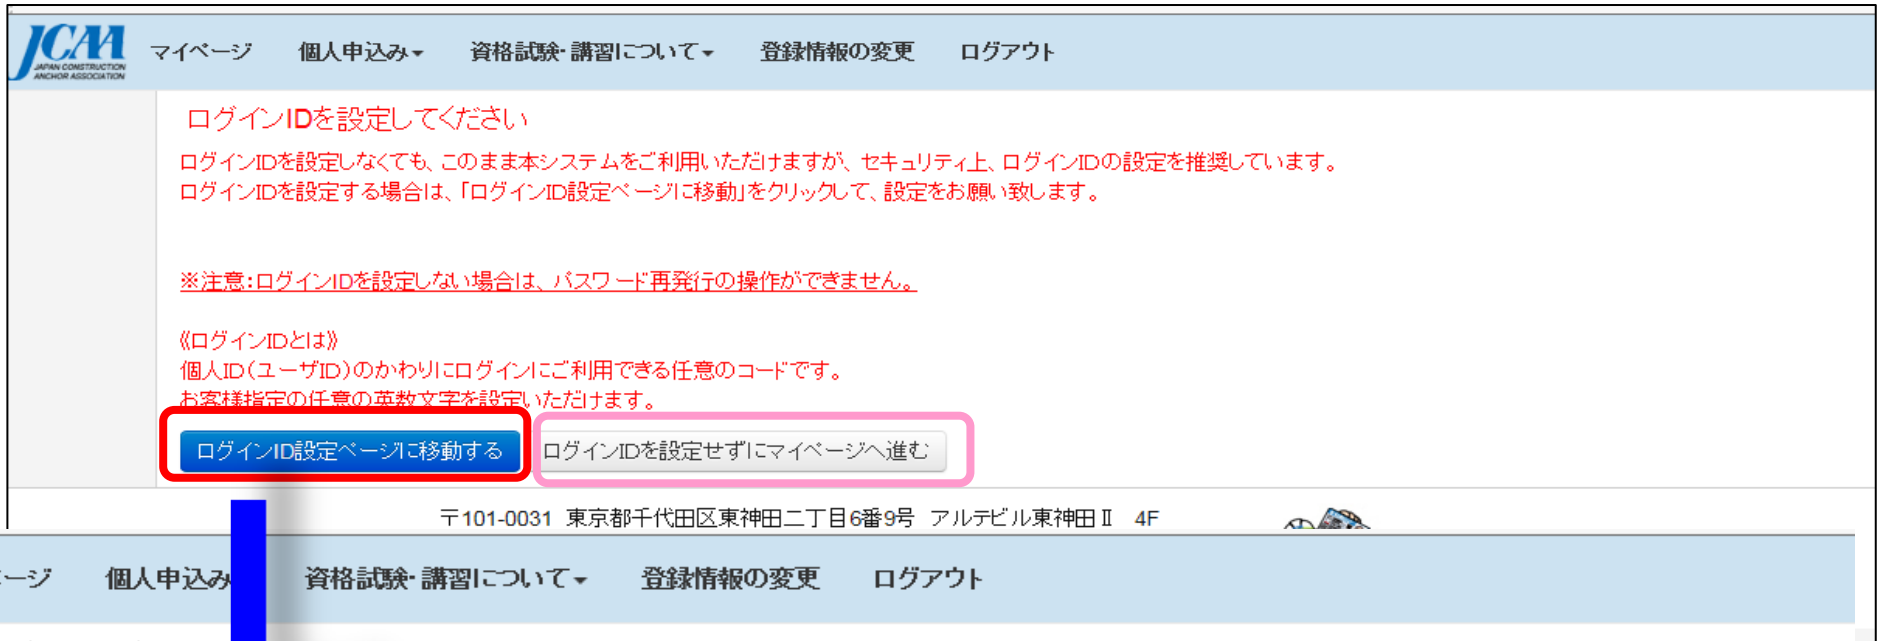 JCAA
JAPAN CONSTRUCTION
ANCHOR ASSOCIATION
マイページ 個人申込み▾ 資格試験・講習について▾ 登録情報の変更 ログアウト
ログインIDを設定してください
ログインIDを設定しなくても、このまま本システムをご利用いただけますが、セキュリティ上、ログインIDの設定を推奨しています。
ログインIDを設定する場合は、「ログインID設定ページに移動」をクリックして、設定をお願い致します。
※注意:ログインIDを設定しない場合は、パスワード再発行の操作ができません。
《ログインIDとは》
個人ID(ユーザID)のかわりにログインにご利用できる任意のコードです。
お客様指定の任意の英数文字を設定いただけます。
ログインID設定ページに移動する ログインIDを設定せずにマイページへ進む
〒101-0031 東京都千代田区東神田二丁目6番9号 アルテビル東神田Ⅱ 4F
ージ 個人申込み 資格試験・講習について▾ 登録情報の変更 ログアウト